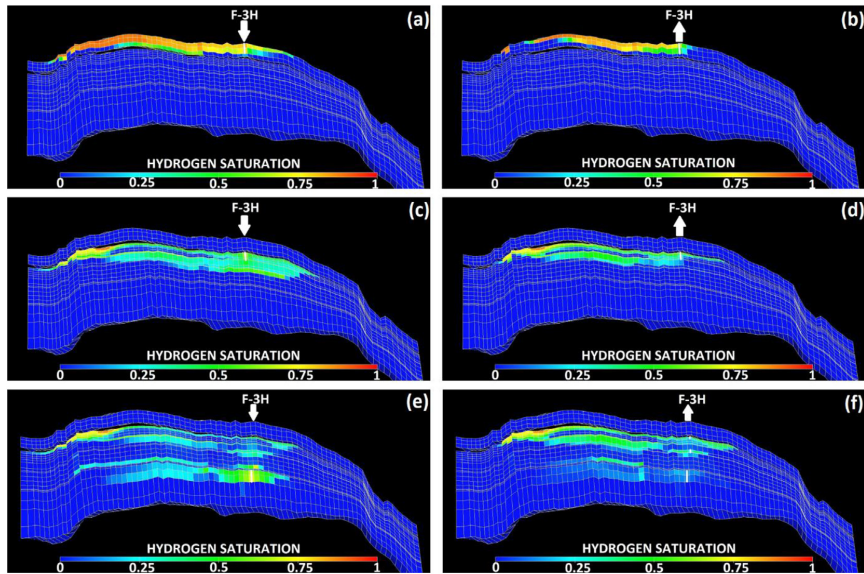 F-3H
(a)
HYDROGEN SATURATION
0 0.25 0.5 0.75 1
F-3H
(b)
HYDROGEN SATURATION
0 0.25 0.5 0.75 1
F-3H
(c)
HYDROGEN SATURATION
0 0.25 0.5 0.75 1
F-3H
(d)
HYDROGEN SATURATION
0 0.25 0.5 0.75 1
F-3H
(e)
HYDROGEN SATURATION
0 0.25 0.5 0.75 1
F-3H
(f)
HYDROGEN SATURATION
0 0.25 0.5 0.75 1